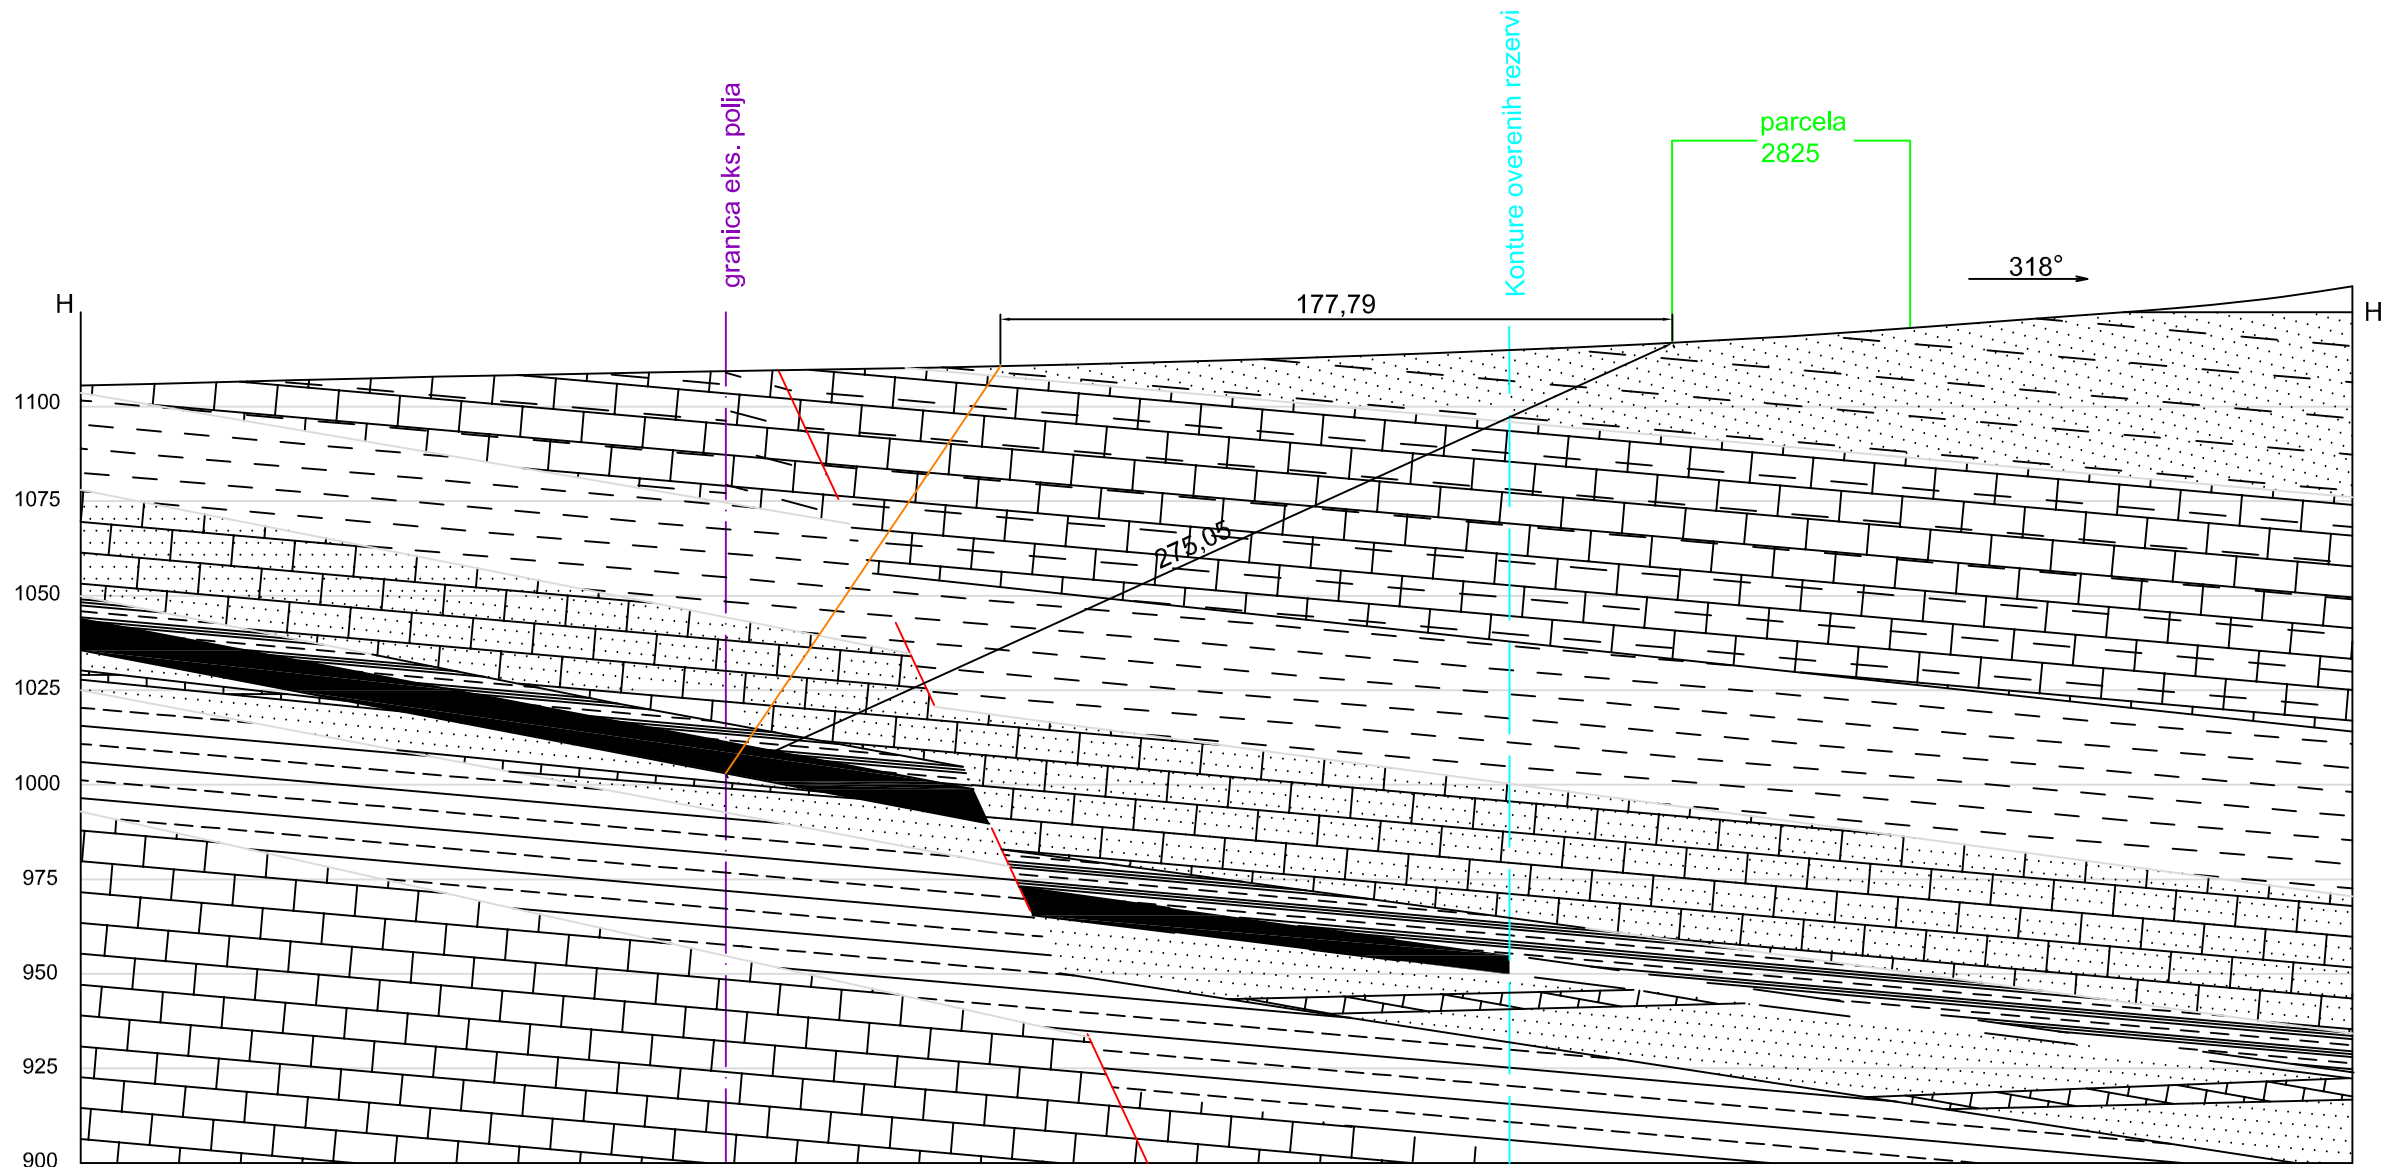 granica eks. polja
Konture overenih rezervi
parcela
2825
318°
H
177,79
H
1100
1075
275,05
1050
1025
1000
975
950
925
900